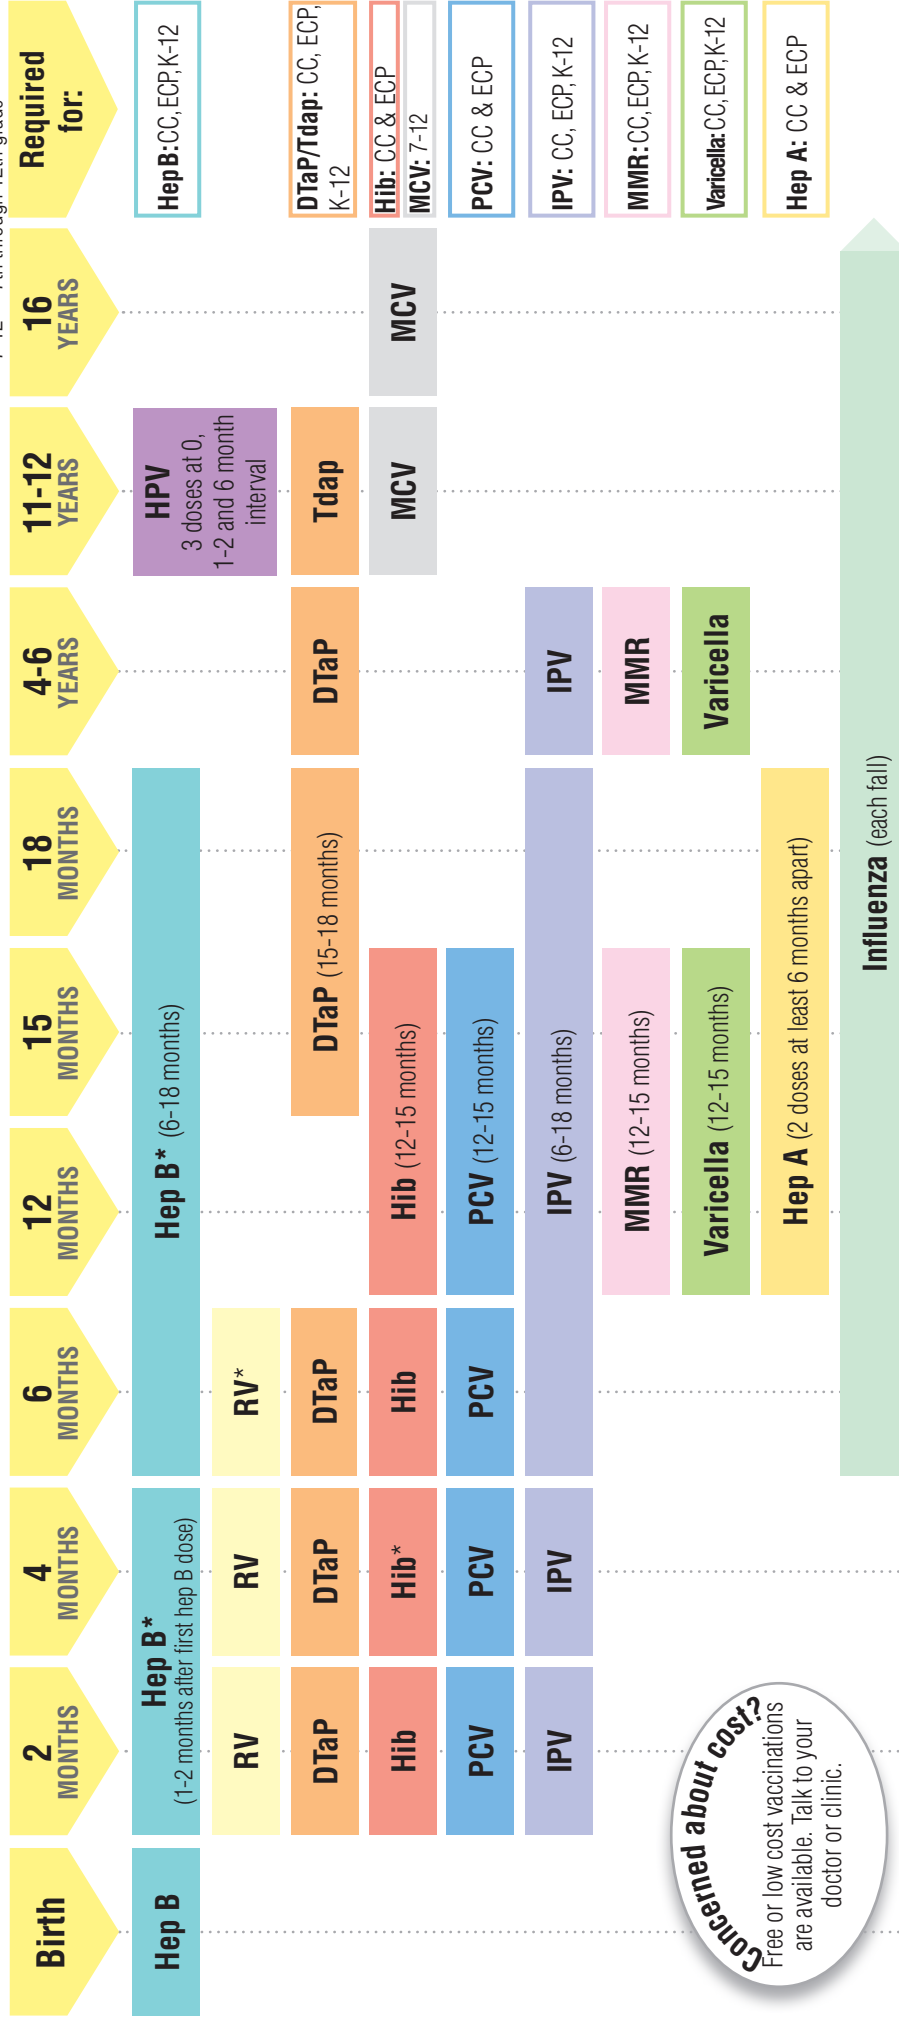 Birth
2
MONTHS
4
MONTHS
6
MONTHS
12
MONTHS
15
MONTHS
18
MONTHS
4-6
YEARS
11-12
YEARS
16
YEARS
Required
for:
Hep B
Hep B*
(1-2 months after first hep B dose)
Hep B* (6-18 months)
HPV
3 doses at 0,
1-2 and 6 month
interval
HepB: CC, ECP, K-12
RV
RV
RV*
DTaP
DTaP
DTaP
DTaP (15-18 months)
DTaP
Tdap
DTaP/Tdap: CC, ECP,
K-12
Hib
Hib*
Hib
Hib (12-15 months)
MCV
MCV
Hib: CC & ECP
MCV: 7-12
PCV
PCV
PCV
PCV (12-15 months)
PCV: CC & ECP
IPV
IPV
IPV (6-18 months)
IPV
IPV: CC, ECP, K-12
MMR (12-15 months)
MMR
MMR: CC, ECP, K-12
Varicella (12-15 months)
Varicella
Varicella: CC, ECP, K-12
Hep A (2 doses at least 6 months apart)
Hep A: CC & ECP
Influenza (each fall)
Concerned about cost?
Free or low cost vaccinations
are available. Talk to your
doctor or clinic.